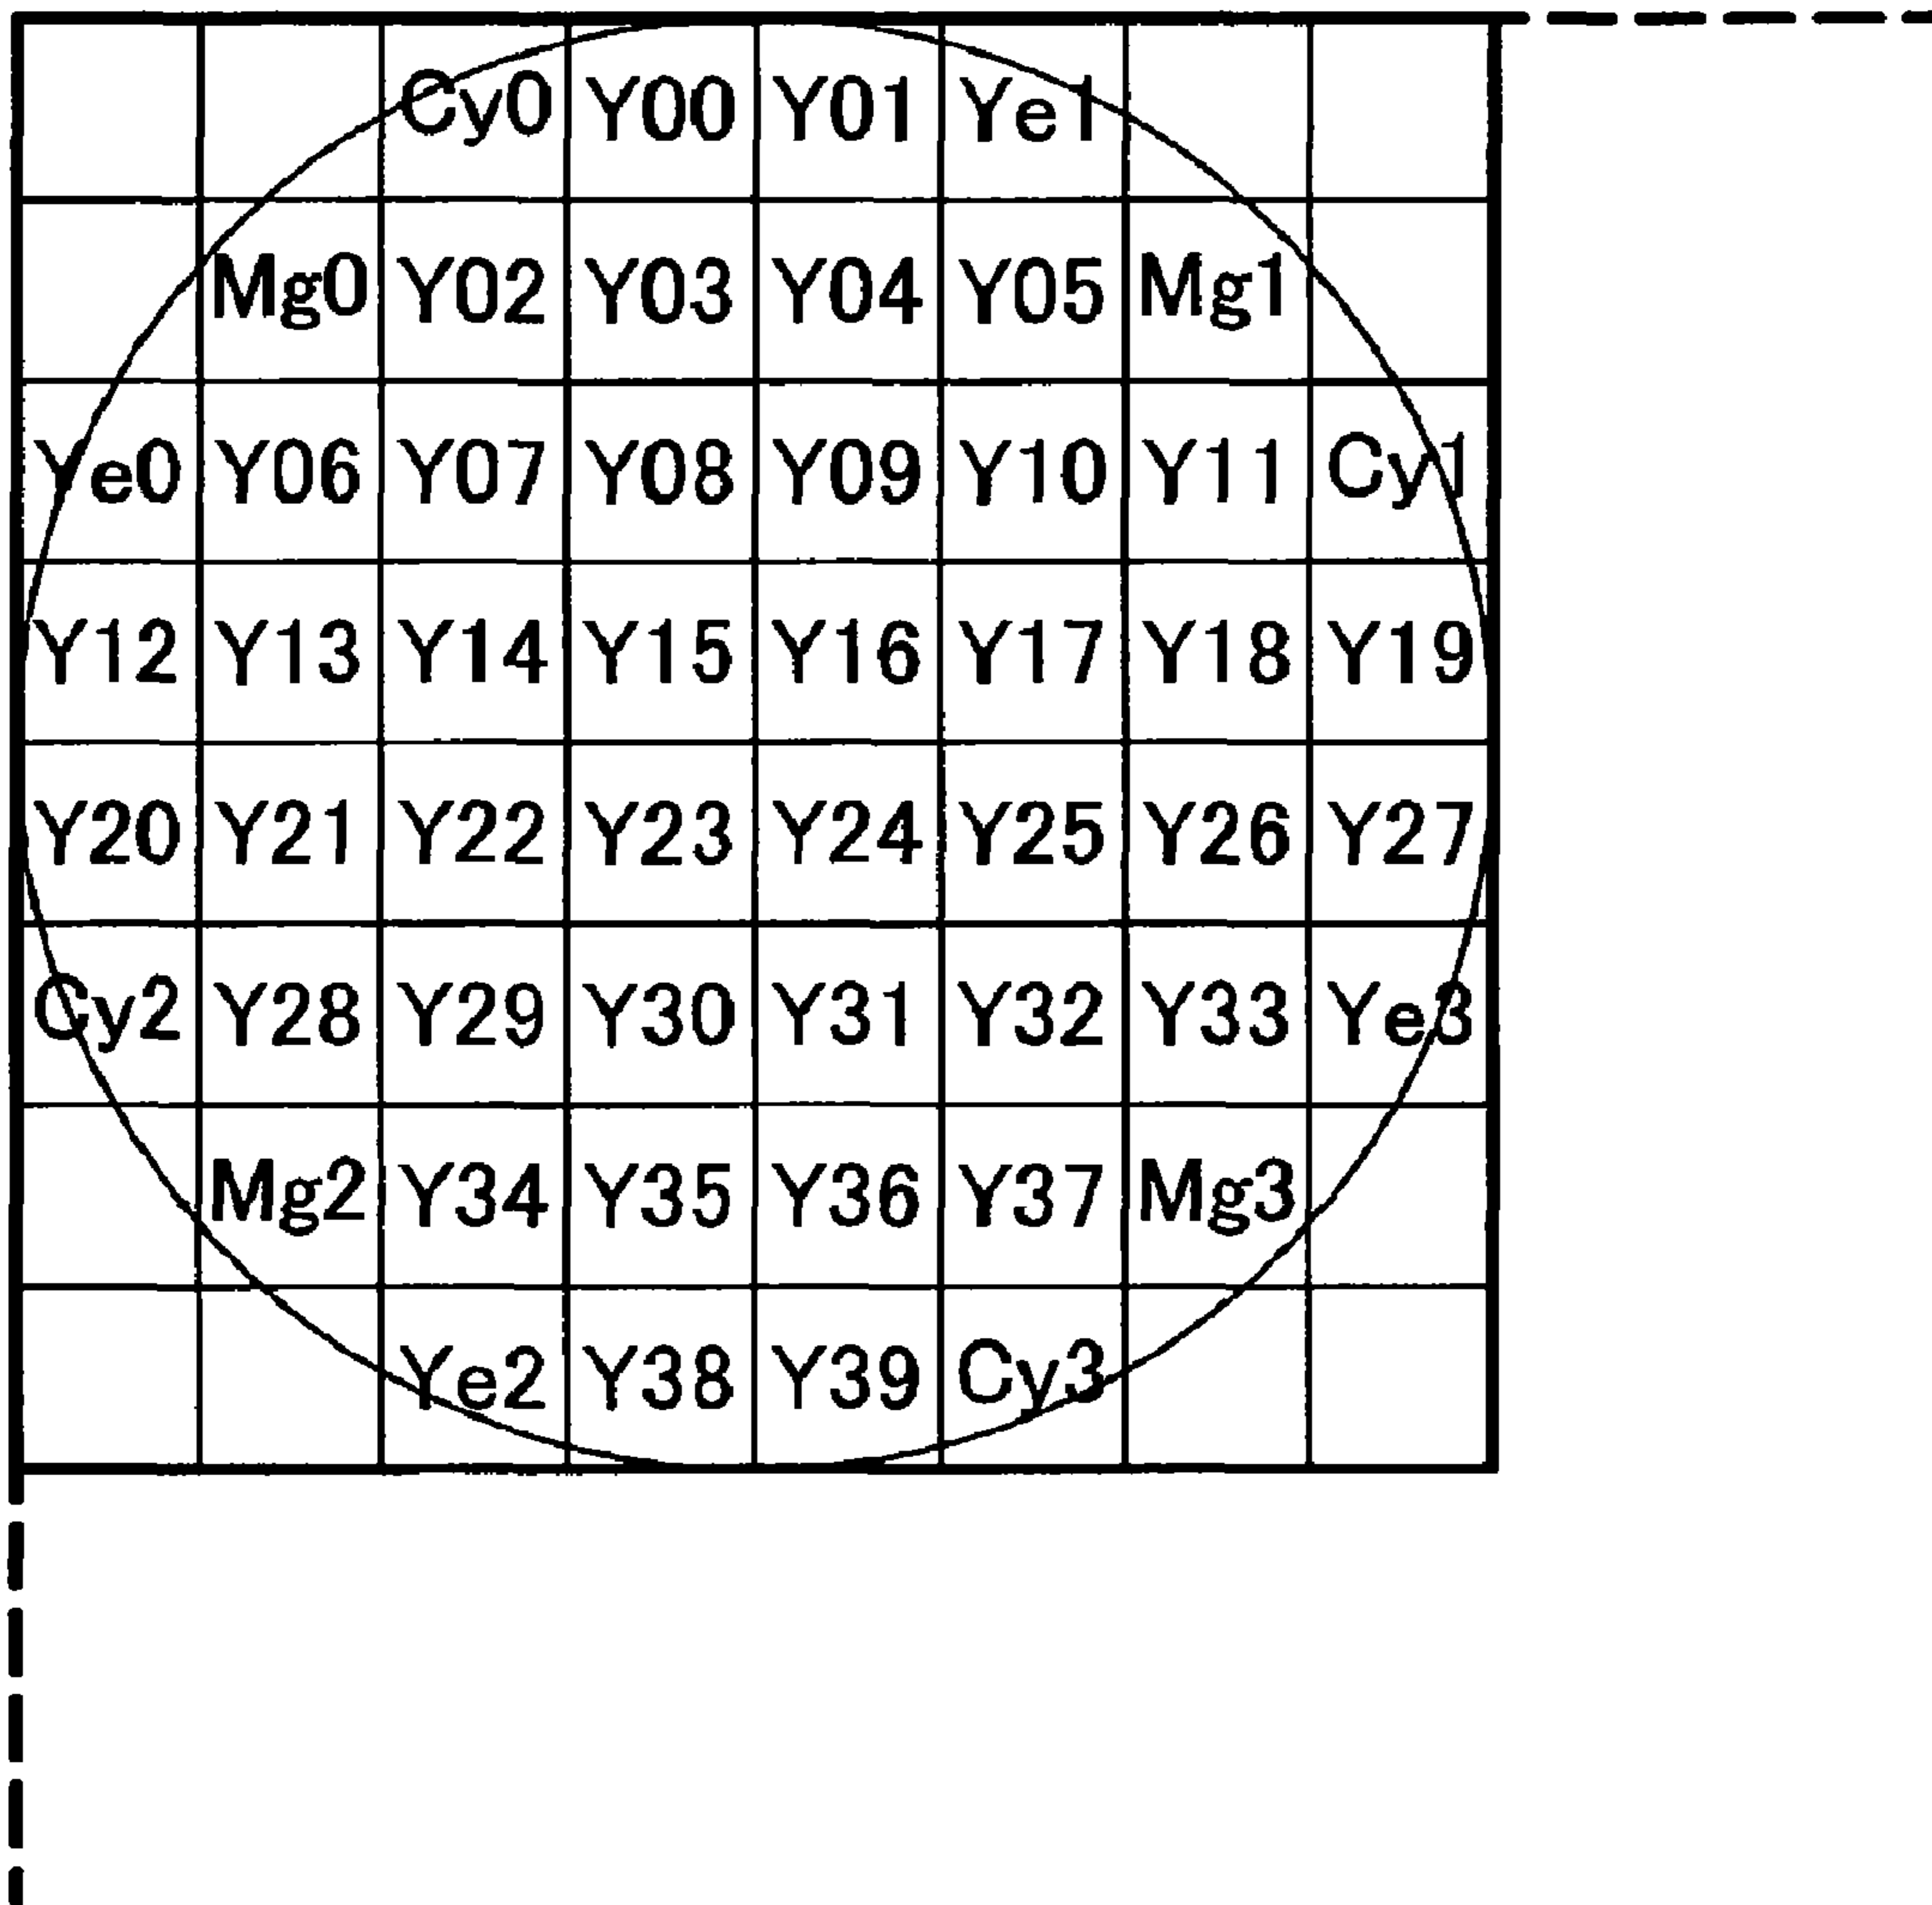 Cy0 Y00 Y01 Ye1
Mg0 Y02 Y03 Y04 Y05 Mg1
Ye0 Y06 Y07 Y08 Y09 Y10 Y11 Cy1
Y12 Y13 Y14 Y15 Y16 Y17 Y18 Y19
Y20 Y21 Y22 Y23 Y24 Y25 Y26 Y27
Cy2 Y28 Y29 Y30 Y31 Y32 Y33 Ye3
Mg2 Y34 Y35 Y36 Y37 Mg3
Ye2 Y38 Y39 Cy3